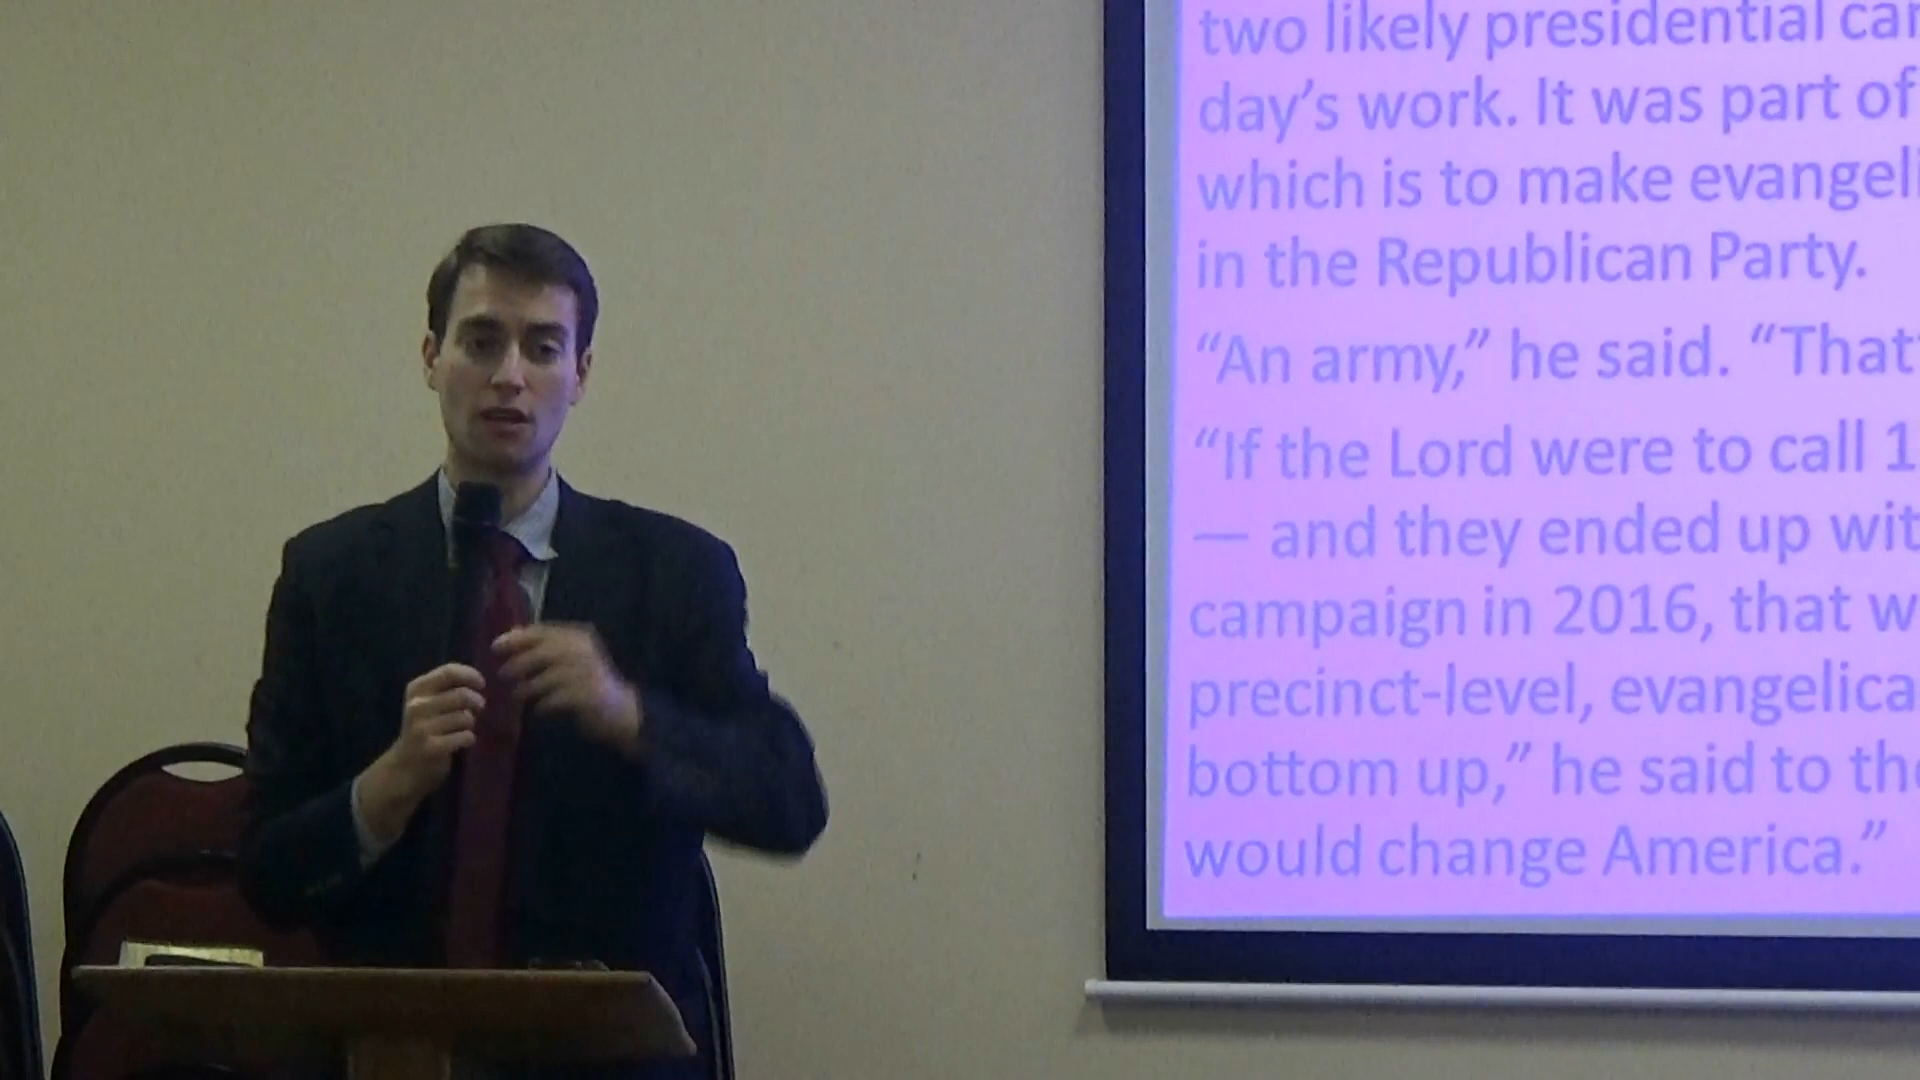 two likely presidential
day’s work. It was part of
which is to make
in the Republican Party.
“An army,” he said.
“If the Lord were to call
— and they ended up
campaign in 2016, that
precinct-level,
bottom up,” he said to
would change America.”